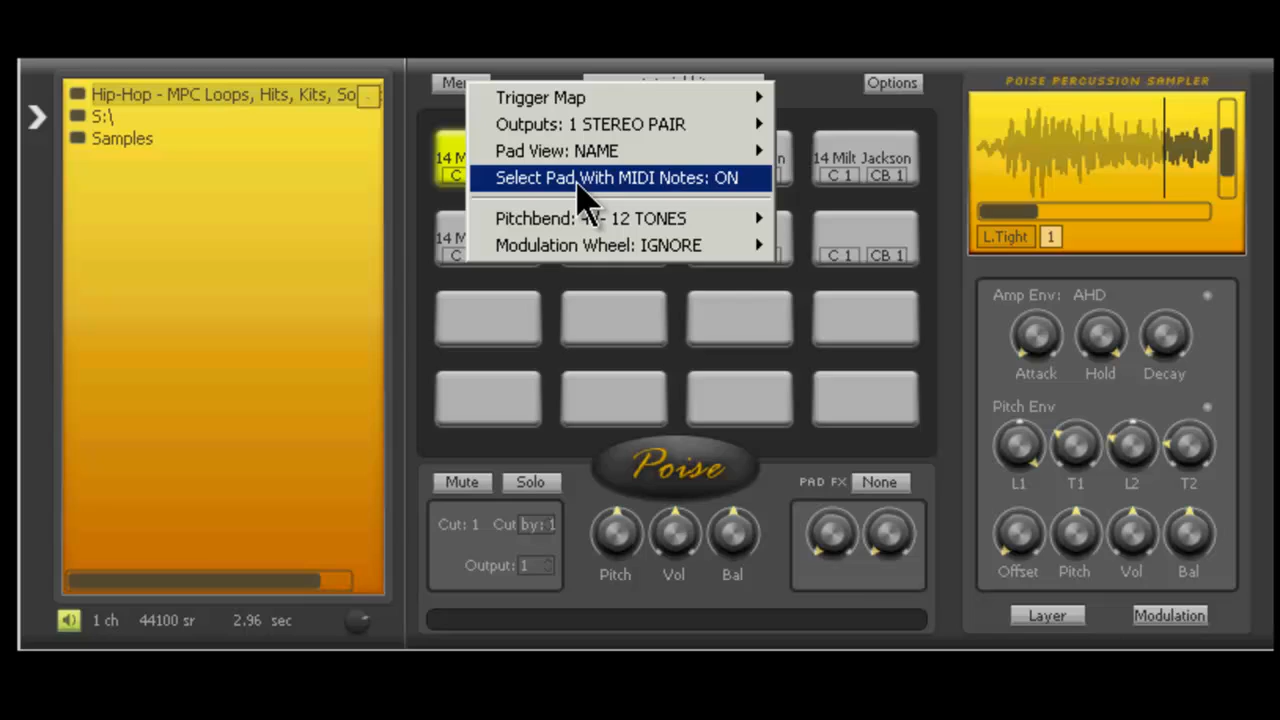 Hip-Hop - MPC Loops, Hits, Kits, So
S:\
Samples
1 ch 44100 sr 2.96 sec
Options
Trigger Map
Outputs: 1 STEREO PAIR
Pad View: NAME
Select Pad With MIDI Notes: ON
Pitchbend: +/- 12 TONES
Modulation Wheel: IGNORE
14 M
C
14 Milt Jackson
C 1 CB 1
14 M
C
C 1 CB 1
Poise
Mute Solo
Cut: 1 Cut by: 1
Output: 1
Pitch Vol Bal
PAD FX None
POISE PERCUSSION SAMPLER
L.Tight 1
Amp Env: AHD
Attack Hold Decay
Pitch Env
L1 T1 L2 T2
Offset Pitch Vol Bal
Layer Modulation